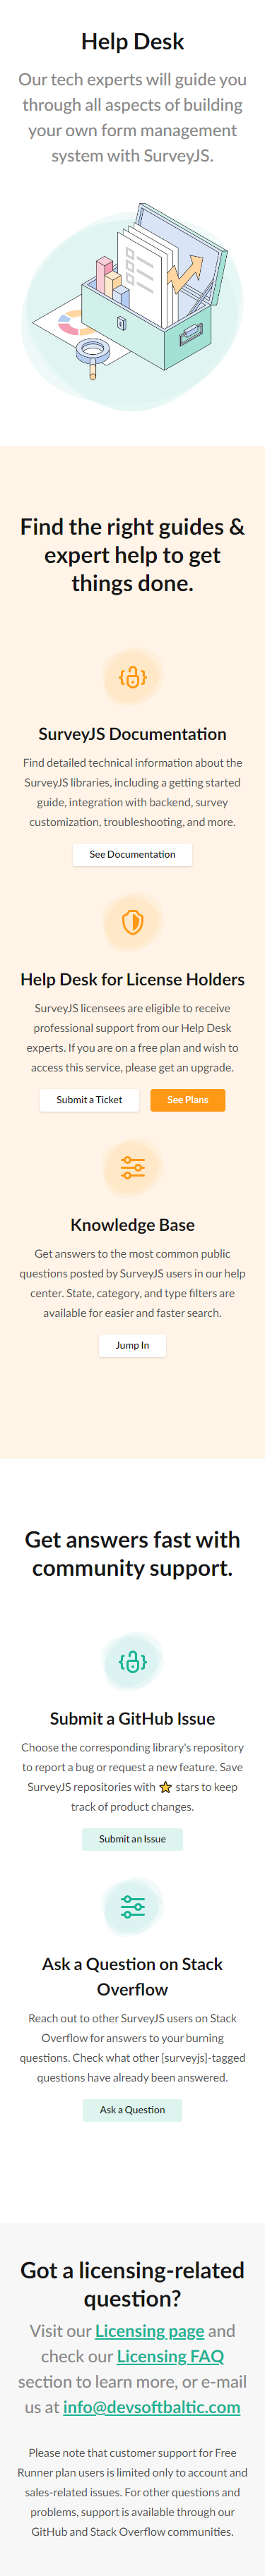 Help Desk
Our tech experts will guide you
through all aspects of building
your own form management
system with SurveyJS.
Find the right guides &
expert help to get
things done.
SurveyJS Documentation
Find detailed technical information about the
SurveyJS libraries, including a getting started
guide, integration with backend, survey
customization, troubleshooting, and more.
See Documentation
Help Desk for License Holders
SurveyJS licensees are eligible to receive
professional support from our Help Desk
experts. If you are on a free plan and wish to
access this service, please get an upgrade.
Submit a Ticket See Plans
Knowledge Base
Get answers to the most common public
questions posted by SurveyJS users in our help
center. State, category, and type filters are
available for easier and faster search.
Jump In
Get answers fast with
community support.
Submit a GitHub Issue
Choose the corresponding library's repository
to report a bug or request a new feature. Save
SurveyJS repositories with ⭐ stars to keep
track of product changes.
Submit an Issue
Ask a Question on Stack
Overflow
Reach out to other SurveyJS users on Stack
Overflow for answers to your burning
questions. Check what other [surveyjs]-tagged
questions have already been answered.
Ask a Question
Got a licensing-related
question?
Visit our Licensing page and
check our Licensing FAQ
section to learn more, or e-mail
us at info@devsoftbaltic.com
Please note that customer support for Free
Runner plan users is limited only to account and
sales-related issues. For other questions and
problems, support is available through our
GitHub and Stack Overflow communities.